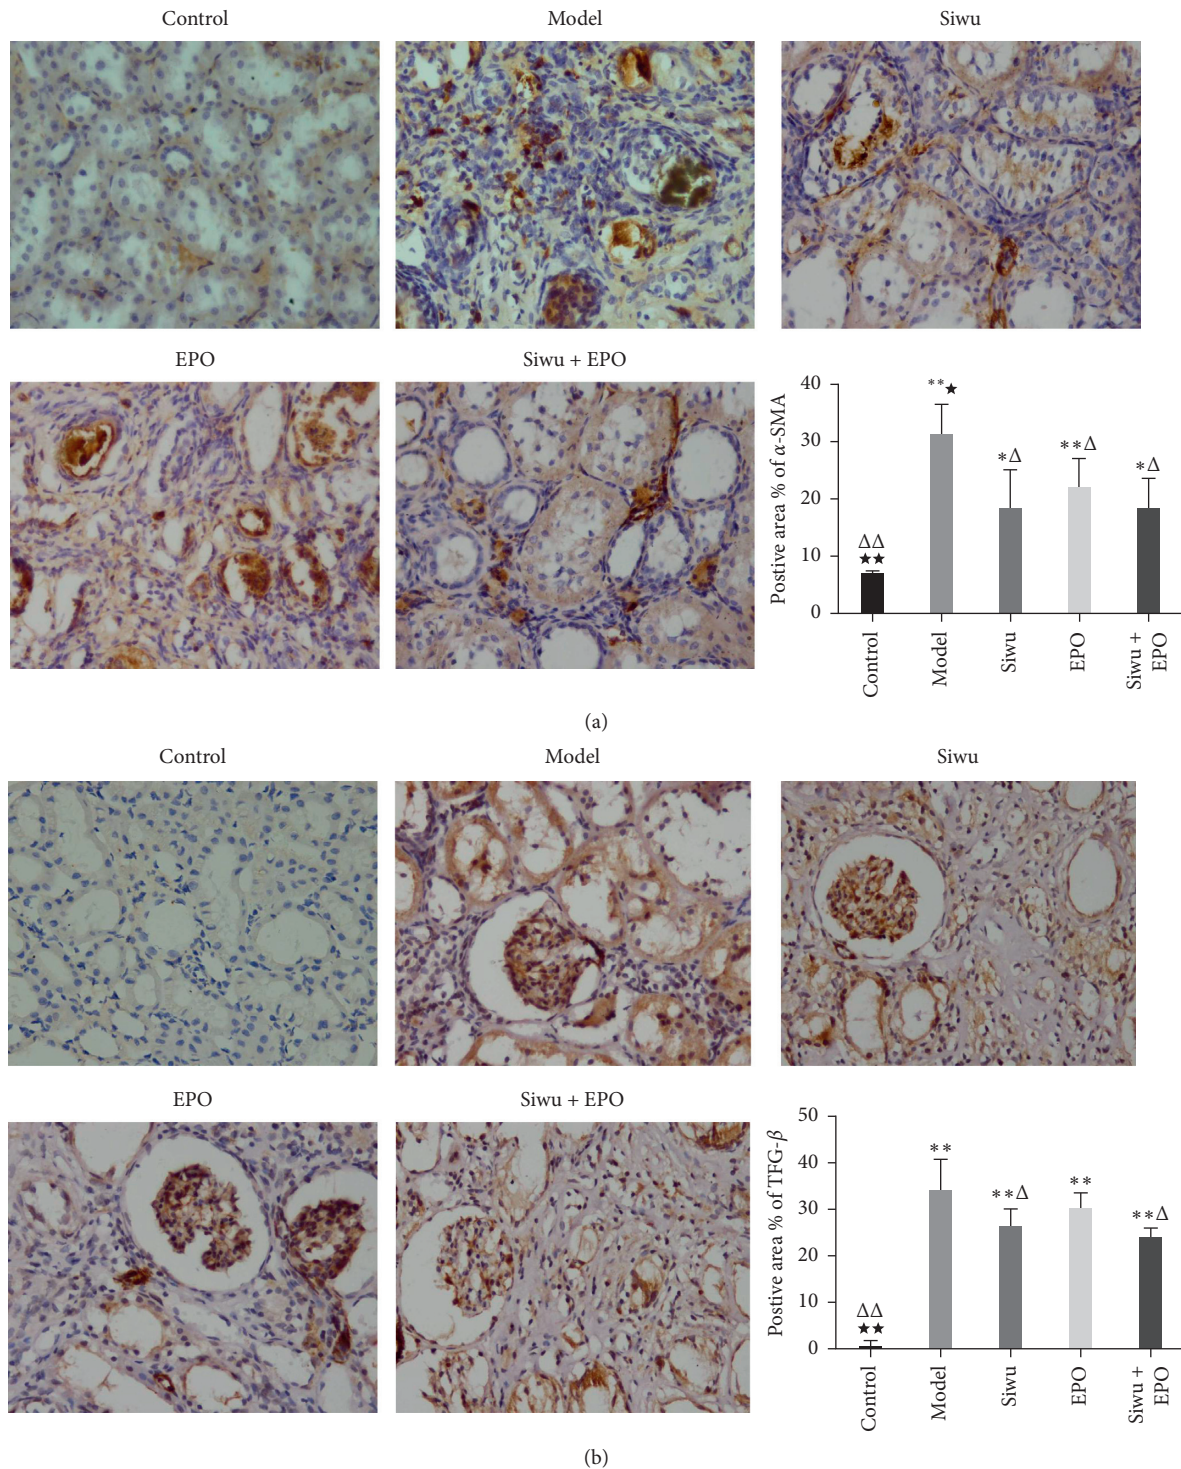 Control
Model
Siwu
EPO
Siwu + EPO
Postive area % of α-SMA
40
30
20
10
0
ΔΔ
★★
**★
*Δ
**Δ
*Δ
Control
Model
Siwu
EPO
Siwu +
EPO
(a)
Control
Model
Siwu
EPO
Siwu + EPO
Postive area % of TFG-β
50
40
30
20
10
0
ΔΔ
★★
**
**Δ
**
**Δ
Control
Model
Siwu
EPO
Siwu +
EPO
(b)